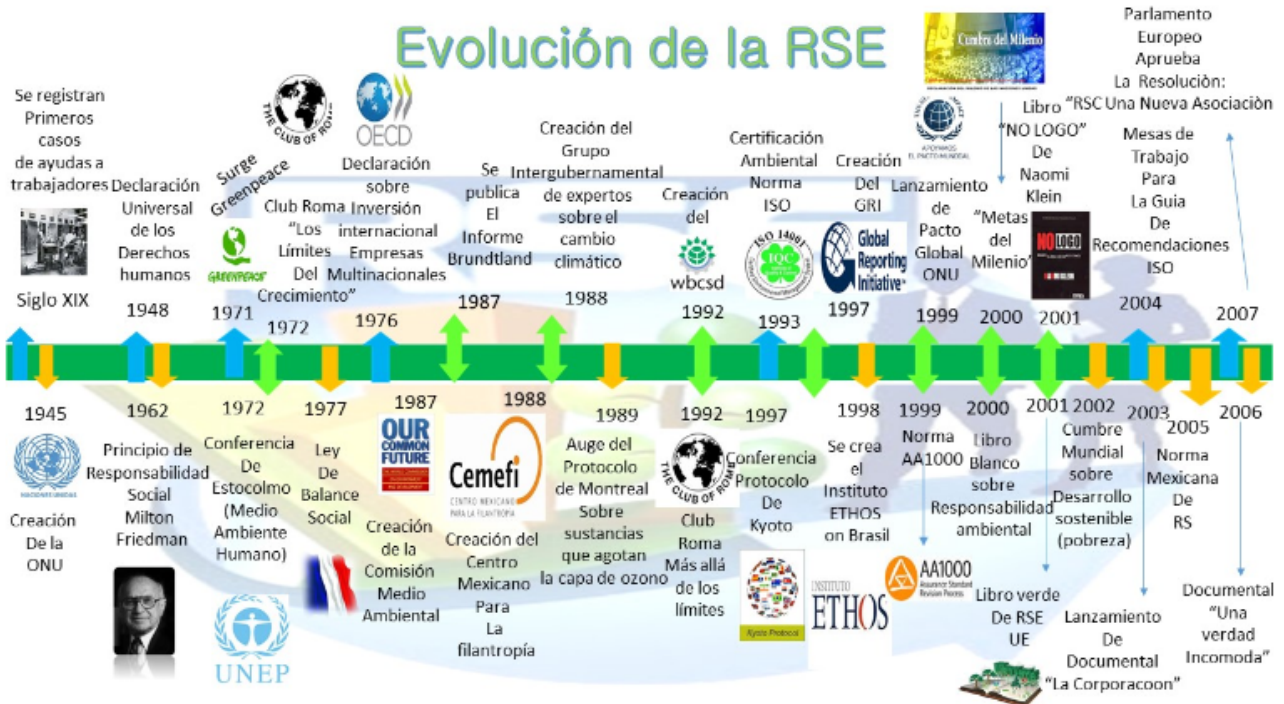 Evolución de la RSE
Se registran
Primeros
casos
de ayudas a
trabajadores
Siglo XIX
Declaración
Universal
de los
Derechos
humanos
1948
Surge
Greenpeace
GREENPEACE
1971
THE CLUB OF ROME
Club Roma
"Los
Límites
Del
Crecimiento"
1972
OECD
Declaración
sobre
Inversión
internacional
Empresas
Multinacionales
1976
Se
publica
El
Informe
Brundtland
1987
Creación del
Grupo
Intergubernamental
de expertos
sobre el
cambio
climático
1988
Creación
del
wbcsd
1992
Certificación
Ambiental
Norma
ISO
ISO 14001
IQC
1993
Creación
Del
GRI
Global
Reporting
Initiative
1997
APOYAMOS
EL PACTO MUNDIAL
Lanzamiento
de
Pacto
Global
ONU
1999
Cumbre del Milenio
"Metas
del
Milenio"
2000
Libro
"NO LOGO"
De
Naomi
Klein
NO LOGO
2001
Mesas de
Trabajo
Para
La Guia
De
Recomendaciones
ISO
2004
Parlamento
Europeo
Aprueba
La Resoluciòn:
"RSC Una Nueva Asociaciòn
2007
1945
NACIONES UNIDAS
Creación
De la
ONU
1962
Principio de
Responsabilidad
Social
Milton
Friedman
1972
Conferencia
De
Estocolmo
(Medio
Ambiente
Humano)
UNEP
1977
Ley
De
Balance
Social
1987
OUR
COMMON
FUTURE
Creación
de la
Comisión
Medio
Ambiental
1988
Cemefi
CENTRO MEXICANO
PARA LA FILANTROPÍA
Creación del
Centro
Mexicano
Para
La
filantropía
1989
Auge del
Protocolo
de Montreal
Sobre
sustancias
que agotan
la capa de ozono
1992
THE CLUB OF ROME
Club
Roma
Más allá
de los
límites
1997
Conferencia
Protocolo
De
Kyoto
Kyoto Protocol
1998
Se crea
el
Instituto
ETHOS
on Brasil
INSTITUTO
ETHOS
1999
Norma
AA1000
AA1000
Assurance Standard
Revision Process
2000
Libro
Blanco
sobre
Responsabilidad
ambiental
2001
Libro verde
De RSE
UE
2002
Cumbre
Mundial
sobre
Desarrollo
sostenible
(pobreza)
2003
Lanzamiento
De
Documental
"La Corporacoon"
2005
Norma
Mexicana
De
RS
2006
Documental
"Una
verdad
Incomoda"